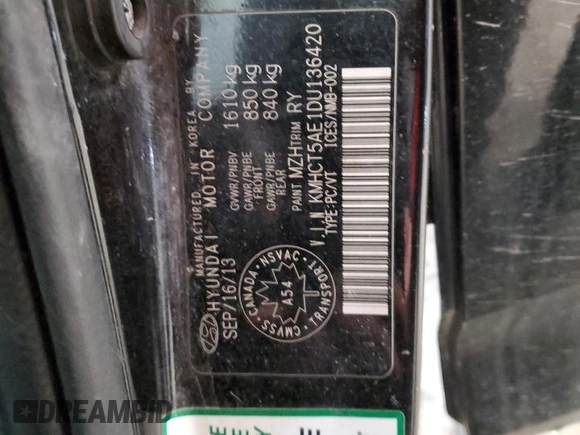 MANUFACTURED IN KOREA BY
HYUNDAI MOTOR COMPANY
SEP/16/13
GVWR/PNBV 1610 kg
GAWR/PNBE FRONT 850 kg
GAWR/PNBE REAR 840 kg
PAINT MZH TRIM RY
V.I.N KMHCT5AE1DU136420
TYPE:PC/VT ICES/NMB-002
CANADA NSVAC TRANSPORT CMVSS
A54
DREAMBID